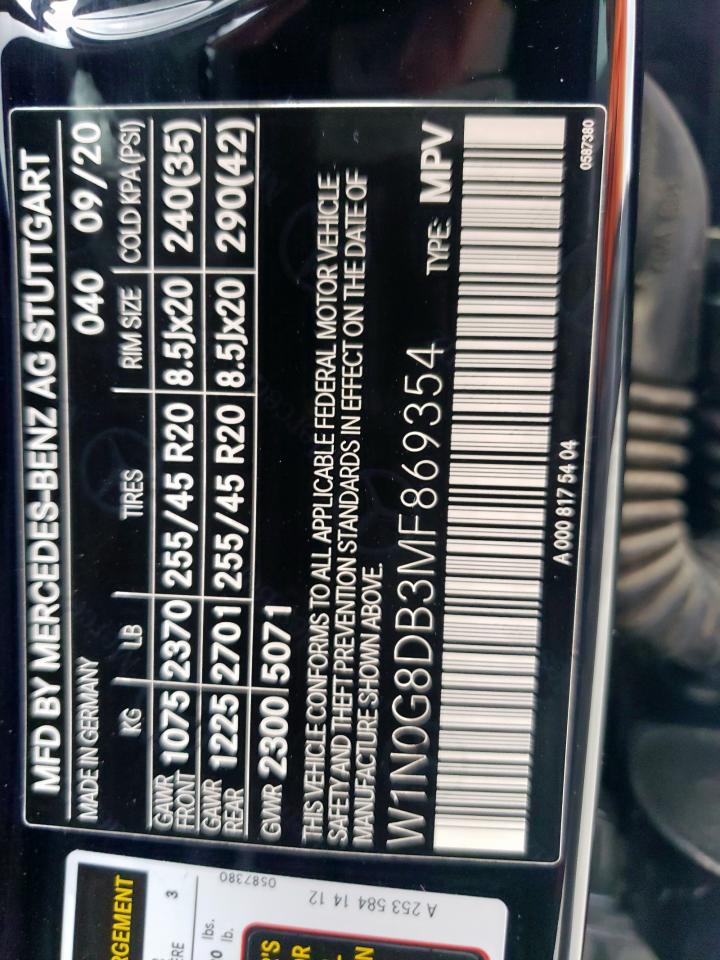 MFD BY MERCEDES-BENZ AG STUTTGART
MADE IN GERMANY 040 09/20
KG LB TIRES RIM SIZE COLD KPA(PSI)
GAWR FRONT 1075 2370 255/45 R20 8.5Jx20 240(35)
GAWR REAR 1225 2701 255/45 R20 8.5Jx20 290(42)
GVWR 2300 5071
THIS VEHICLE CONFORMS TO ALL APPLICABLE FEDERAL MOTOR VEHICLE
SAFETY AND THEFT PREVENTION STANDARDS IN EFFECT ON THE DATE OF
MANUFACTURE SHOWN ABOVE.
W1N0G8DB3MF869354 TYPE: MPV
A 000 817 54 04
0587380
RGEMENT
3
lbs.
lb.
0587380
A 253 584 14 12